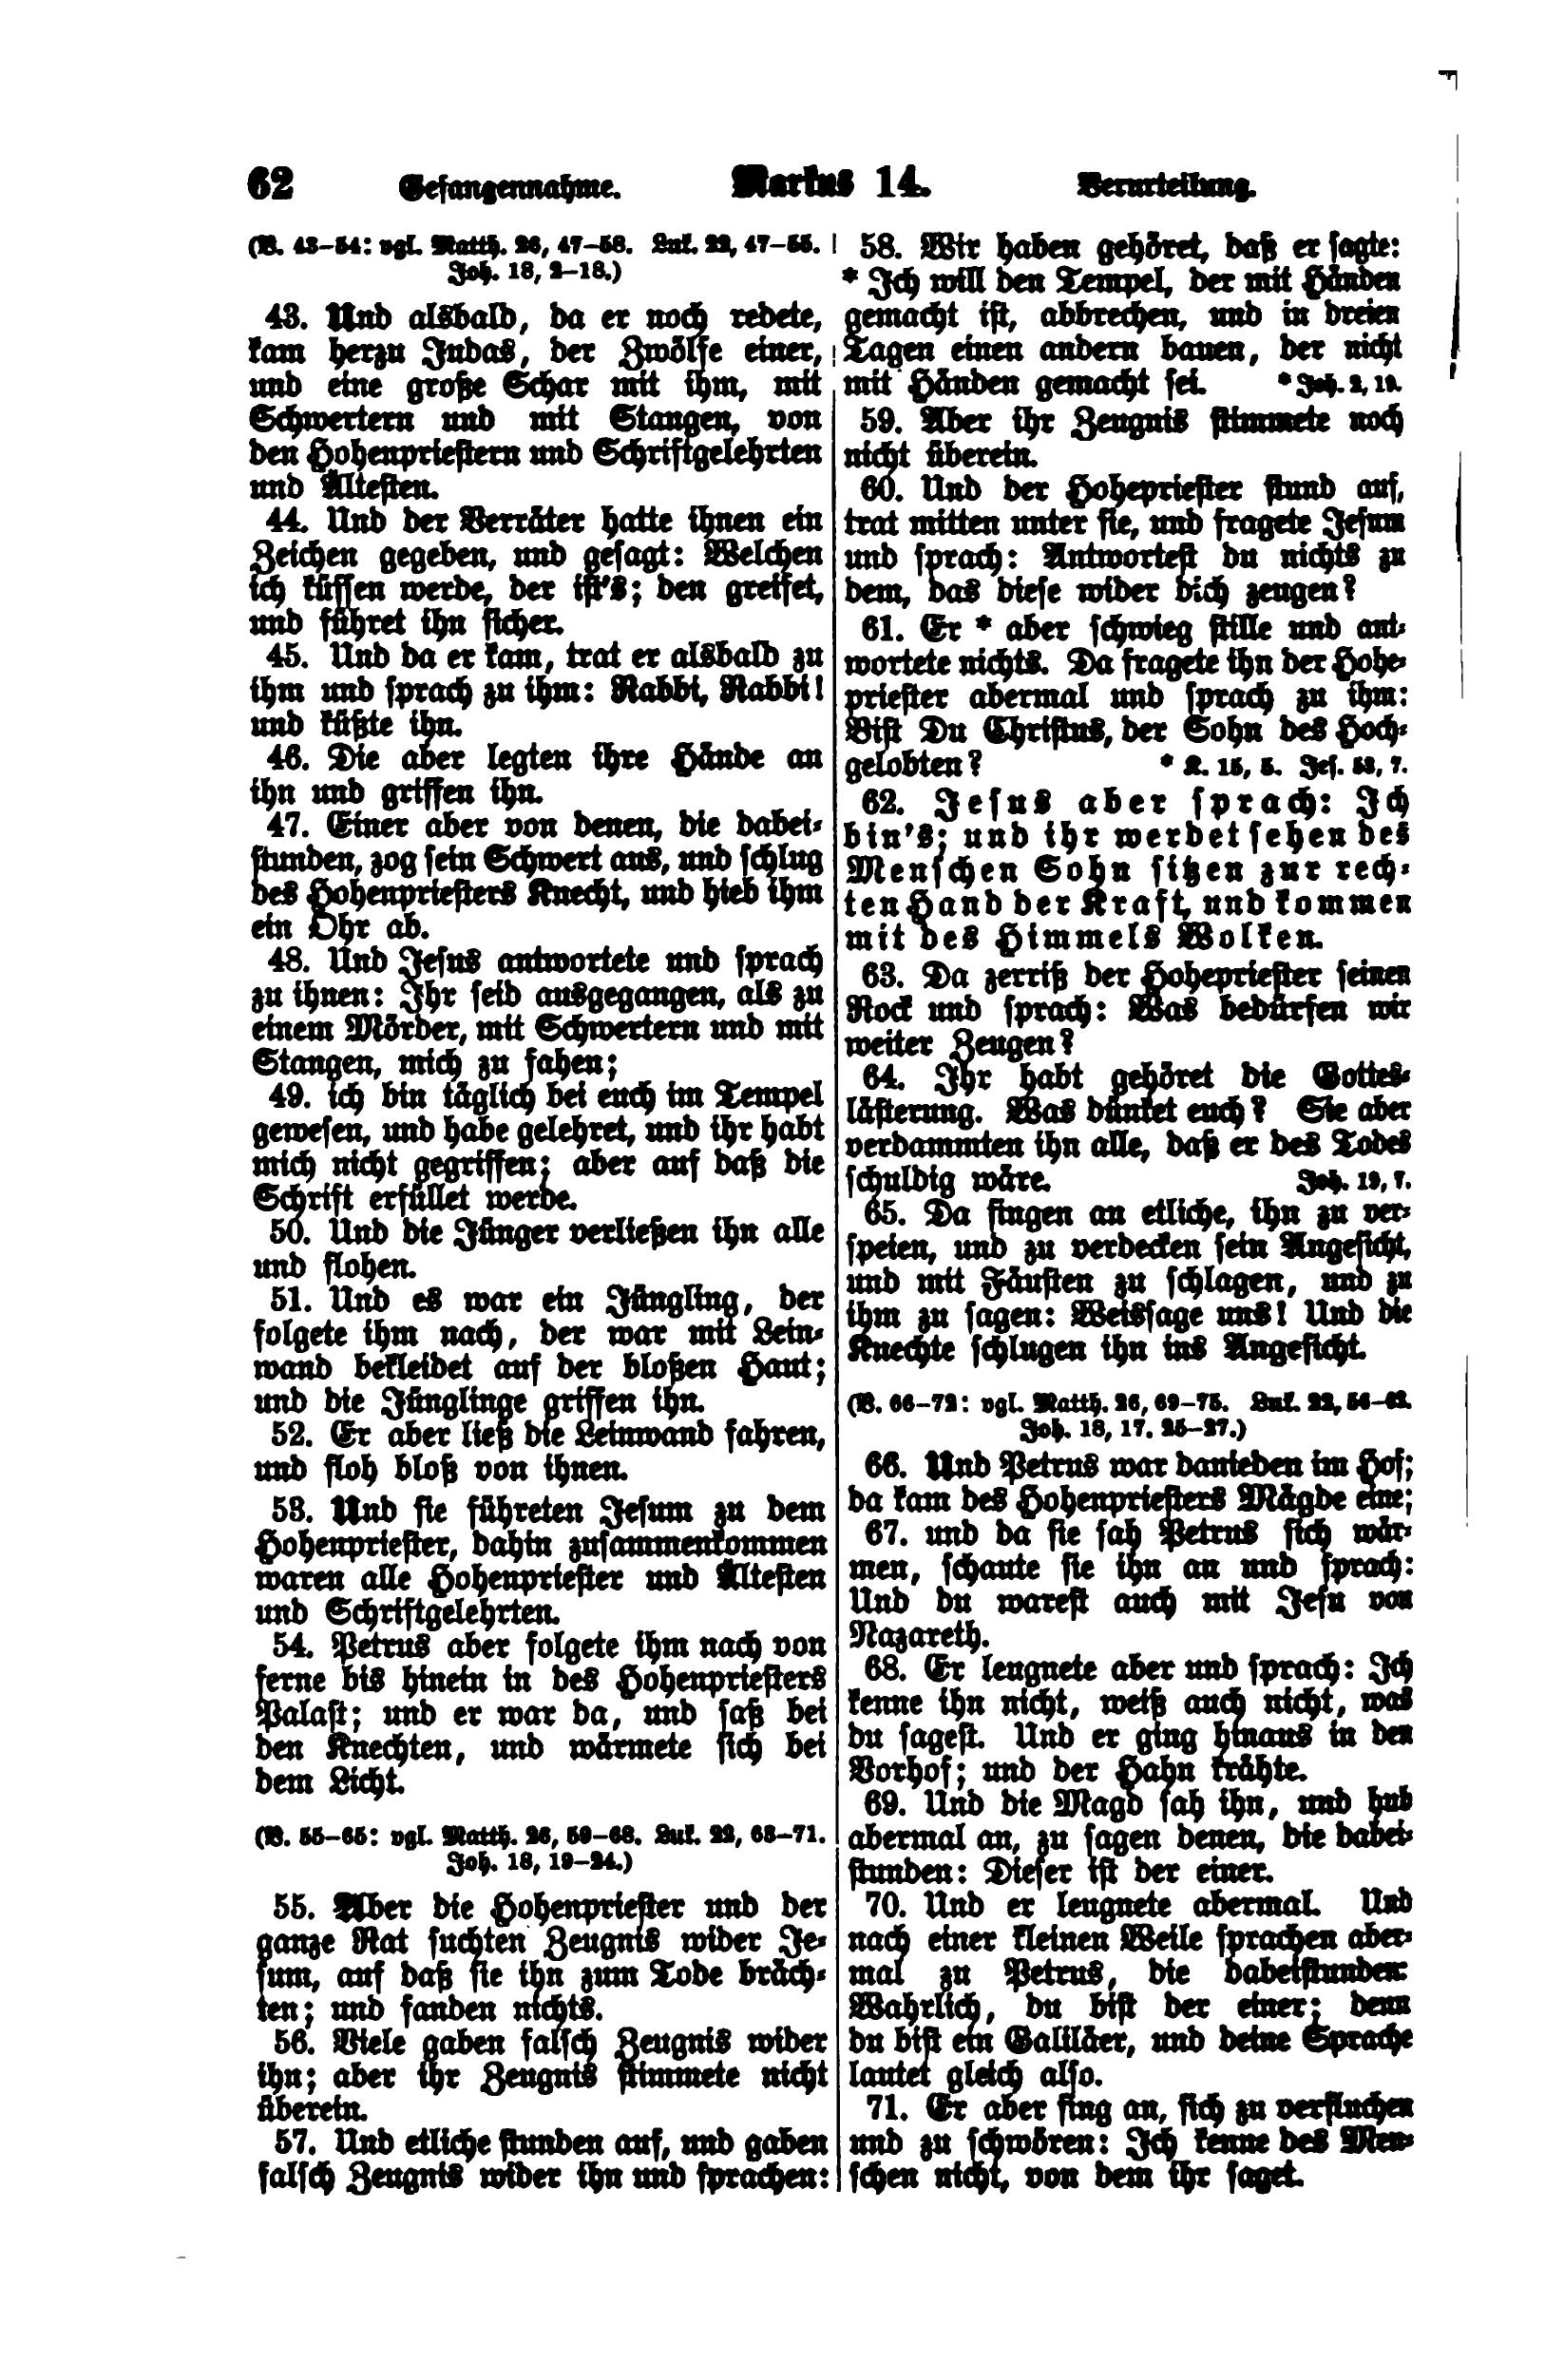 62 Gefangennahme. Markus 14. Verurteilung.
(V. 43–54: vgl. Matth. 26, 47–58. Luk. 22, 47–55.
Joh. 18, 2–18.)
43. Und alsbald, da er noch redete,
kam herzu Judas, der Zwölfe einer,
und eine große Schar mit ihm, mit
Schwertern und mit Stangen, von
den Hohenpriestern und Schriftgelehrten
und Ältesten.
44. Und der Verräter hatte ihnen ein
Zeichen gegeben, und gesagt: Welchen
ich küssen werde, der ist's; den greifet,
und führet ihn sicher.
45. Und da er kam, trat er alsbald zu
ihm und sprach zu ihm: Rabbi, Rabbi!
und küßte ihn.
46. Die aber legten ihre Hände an
ihn und griffen ihn.
47. Einer aber von denen, die dabei-
stunden, zog sein Schwert aus, und schlug
des Hohenpriesters Knecht, und hieb ihm
ein Ohr ab.
48. Und Jesus antwortete und sprach
zu ihnen: Ihr seid ausgegangen, als zu
einem Mörder, mit Schwertern und mit
Stangen, mich zu fahen;
49. ich bin täglich bei euch im Tempel
gewesen, und habe gelehret, und ihr habt
mich nicht gegriffen; aber auf daß die
Schrift erfüllet werde.
50. Und die Jünger verließen ihn alle
und flohen.
51. Und es war ein Jüngling, der
folgete ihm nach, der war mit Lein-
wand bekleidet auf der bloßen Haut;
und die Jünglinge griffen ihn.
52. Er aber ließ die Leinwand fahren,
und floh bloß von ihnen.
53. Und sie führeten Jesum zu dem
Hohenpriester, dahin zusammenkommen
waren alle Hohenpriester und Ältesten
und Schriftgelehrten.
54. Petrus aber folgete ihm nach von
ferne bis hinein in des Hohenpriesters
Palast; und er war da, und saß bei
den Knechten, und wärmete sich bei
dem Licht.
(V. 55–65: vgl. Matth. 26, 59–68. Luk. 22, 63–71.
Joh. 18, 19–24.)
55. Aber die Hohenpriester und der
ganze Rat suchten Zeugnis wider Je-
sum, auf daß sie ihn zum Tode bräch-
ten; und fanden nichts.
56. Viele gaben falsch Zeugnis wider
ihn; aber ihr Zeugnis stimmete nicht
überein.
57. Und etliche stunden auf, und gaben
falsch Zeugnis wider ihn und sprachen:
58. Wir haben gehöret, daß er sagte:
* Ich will den Tempel, der mit Händen
gemacht ist, abbrechen, und in dreien
Tagen einen andern bauen, der nicht
mit Händen gemacht sei. * Joh. 2, 19.
59. Aber ihr Zeugnis stimmete noch
nicht überein.
60. Und der Hohepriester stund auf,
trat mitten unter sie, und fragete Jesum
und sprach: Antwortest du nichts zu
dem, das diese wider dich zeugen?
61. Er * aber schwieg stille und ant-
wortete nichts. Da fragete ihn der Hohe-
priester abermal und sprach zu ihm:
Bist Du Christus, der Sohn des Hoch-
gelobten? * K. 15, 5. Jes. 53, 7.
62. Jesus aber sprach: Ich
bin's; und ihr werdet sehen des
Menschen Sohn sitzen zur rech-
ten Hand der Kraft, und kommen
mit des Himmels Wolken.
63. Da zerriß der Hohepriester seinen
Rock und sprach: Was bedürfen wir
weiter Zeugen?
64. Ihr habt gehöret die Gottes-
lästerung. Was dünket euch? Sie aber
verdammten ihn alle, daß er des Todes
schuldig wäre. Joh. 19, 7.
65. Da fingen an etliche, ihn zu ver-
speien, und zu verdecken sein Angesicht,
und mit Fäusten zu schlagen, und zu
ihm zu sagen: Weissage uns! Und die
Knechte schlugen ihn ins Angesicht.
(V. 66–72: vgl. Matth. 26, 69–75. Luk. 22, 56–62.
Joh. 18, 17. 25–27.)
66. Und Petrus war danieden im Hof;
da kam des Hohenpriesters Mägde eine;
67. und da sie sah Petrus sich wär-
men, schaute sie ihn an und sprach:
Und du warest auch mit Jesu von
Nazareth.
68. Er leugnete aber und sprach: Ich
kenne ihn nicht, weiß auch nicht, was
du sagest. Und er ging hinaus in den
Vorhof; und der Hahn krähte.
69. Und die Magd sah ihn, und hub
abermal an, zu sagen denen, die dabei-
stunden: Dieser ist der einer.
70. Und er leugnete abermal. Und
nach einer kleinen Weile sprachen aber-
mal zu Petrus, die dabeistunden:
Wahrlich, du bist der einer; denn
du bist ein Galiläer, und deine Sprache
lautet gleich also.
71. Er aber fing an, sich zu verfluchen
und zu schwören: Ich kenne des Men-
schen nicht, von dem ihr saget.